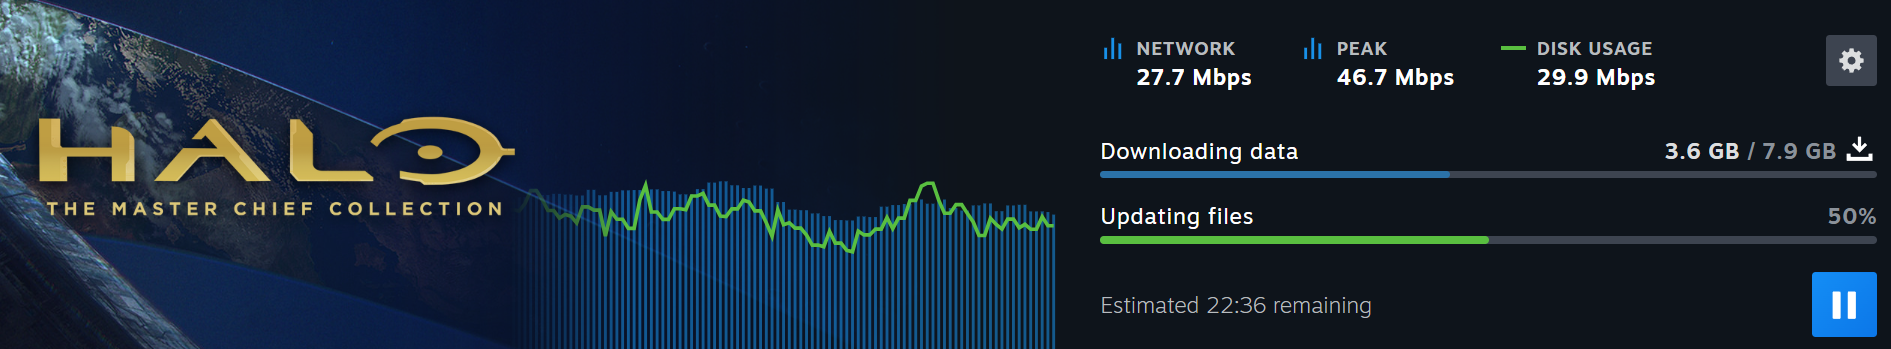 HALO
THE MASTER CHIEF COLLECTION
NETWORK
27.7 Mbps
PEAK
46.7 Mbps
DISK USAGE
29.9 Mbps
Downloading data
3.6 GB / 7.9 GB
Updating files
50%
Estimated 22:36 remaining